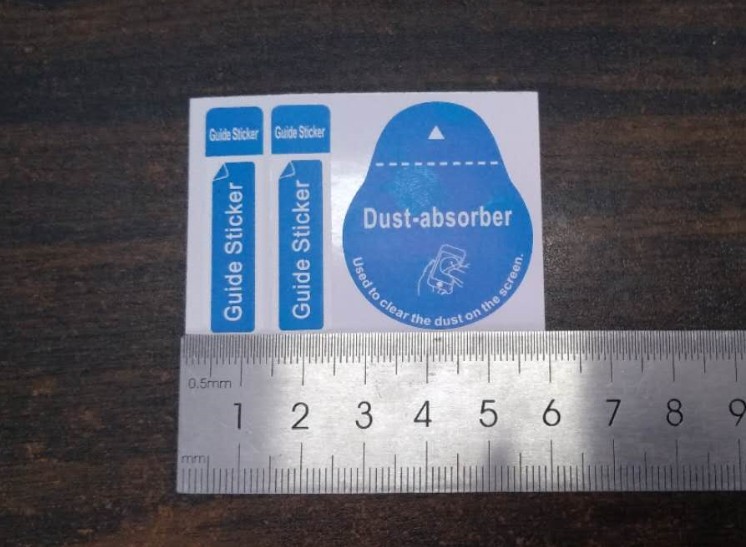 Guide Sticker
Guide Sticker
Guide Sticker
Guide Sticker
Dust-absorber
Used to clear the dust on the screen.
0.5mm
1 2 3 4 5 6 7 8 9
mm